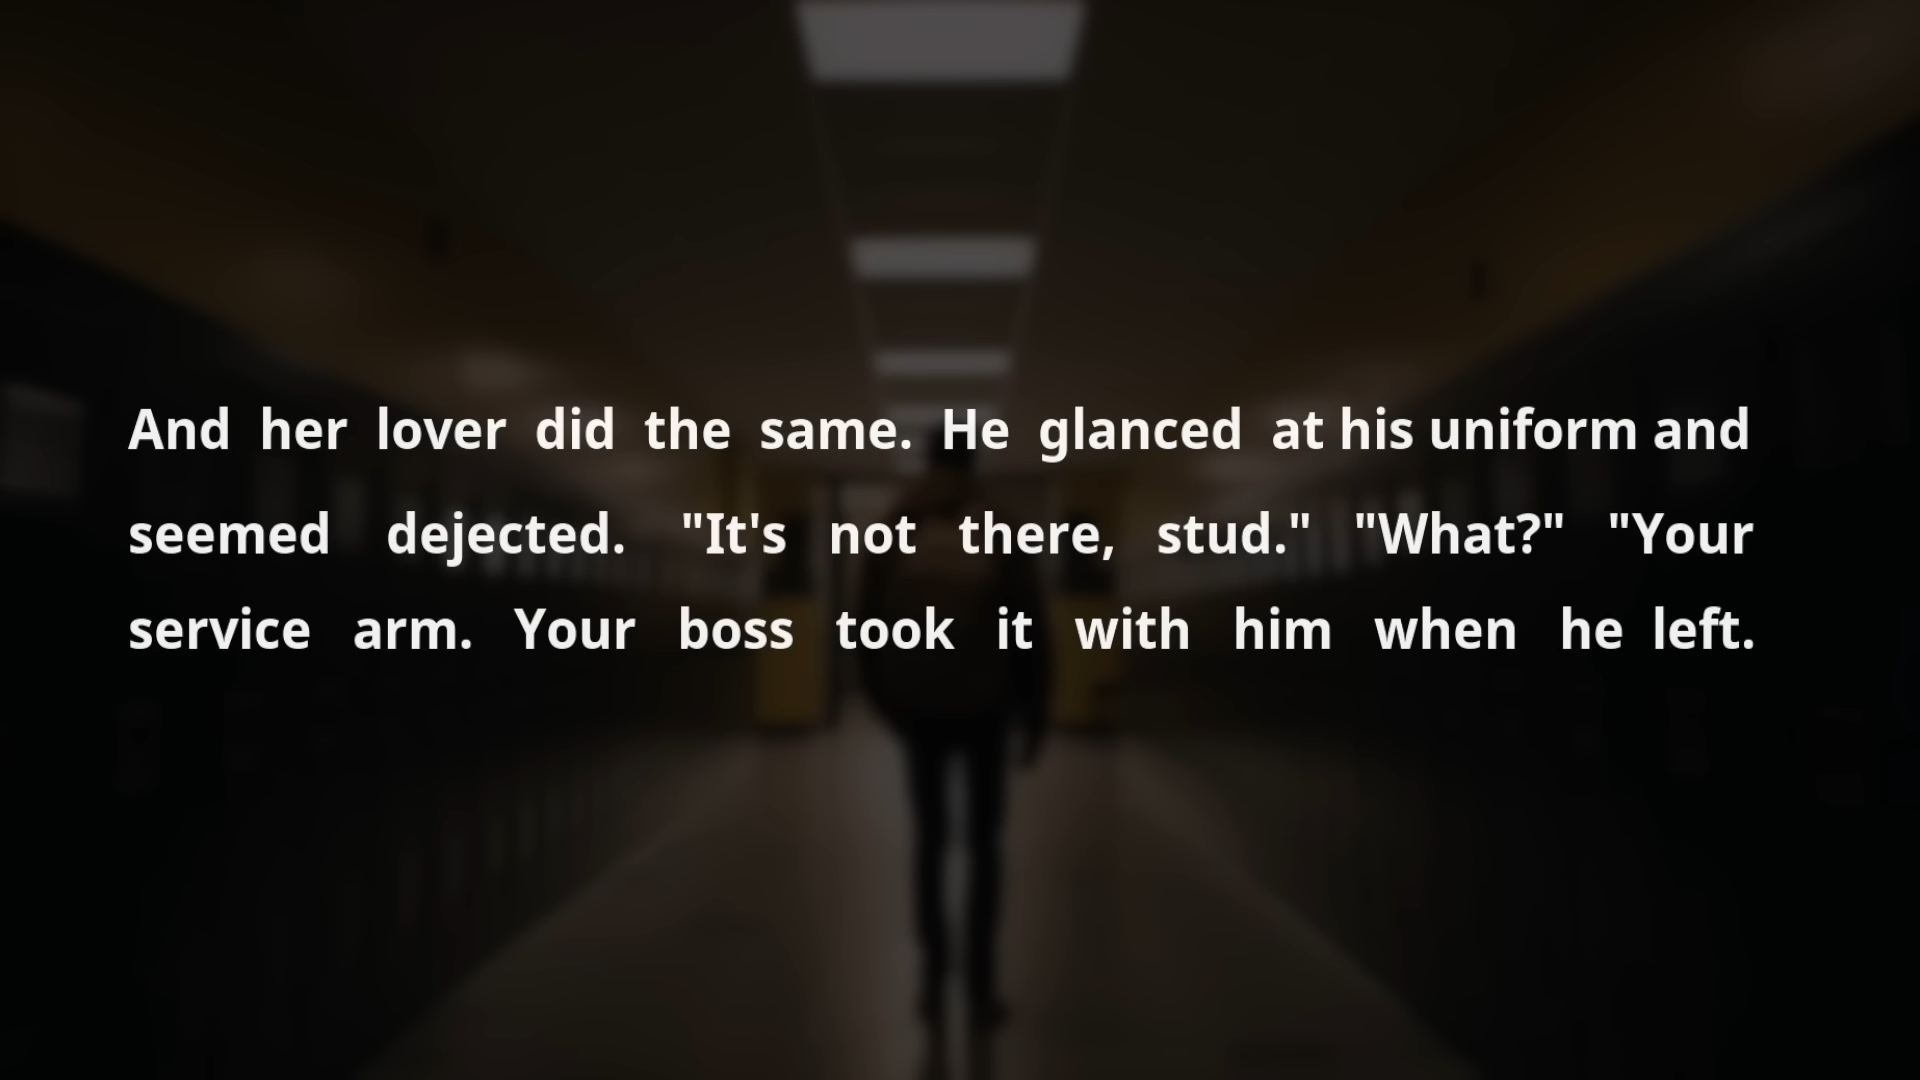 And her lover did the same. He glanced at his uniform and
seemed dejected. "It's not there, stud." "What?" "Your
service arm. Your boss took it with him when he left.